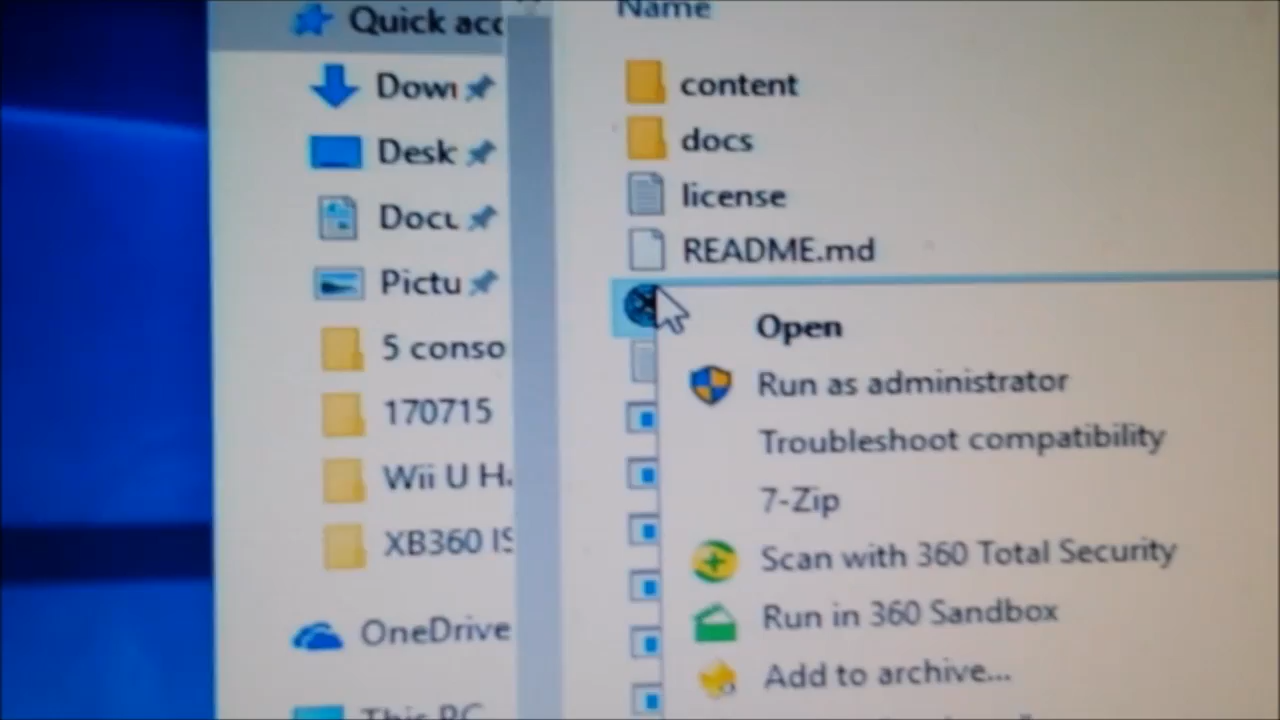 Quick acc
Down
Desk
Docu
Pictu
5 conso
170715
Wii U Ha
XB360 IS
OneDrive
This PC
Name
content
docs
license
README.md
Open
Run as administrator
Troubleshoot compatibility
7-Zip
Scan with 360 Total Security
Run in 360 Sandbox
Add to archive...